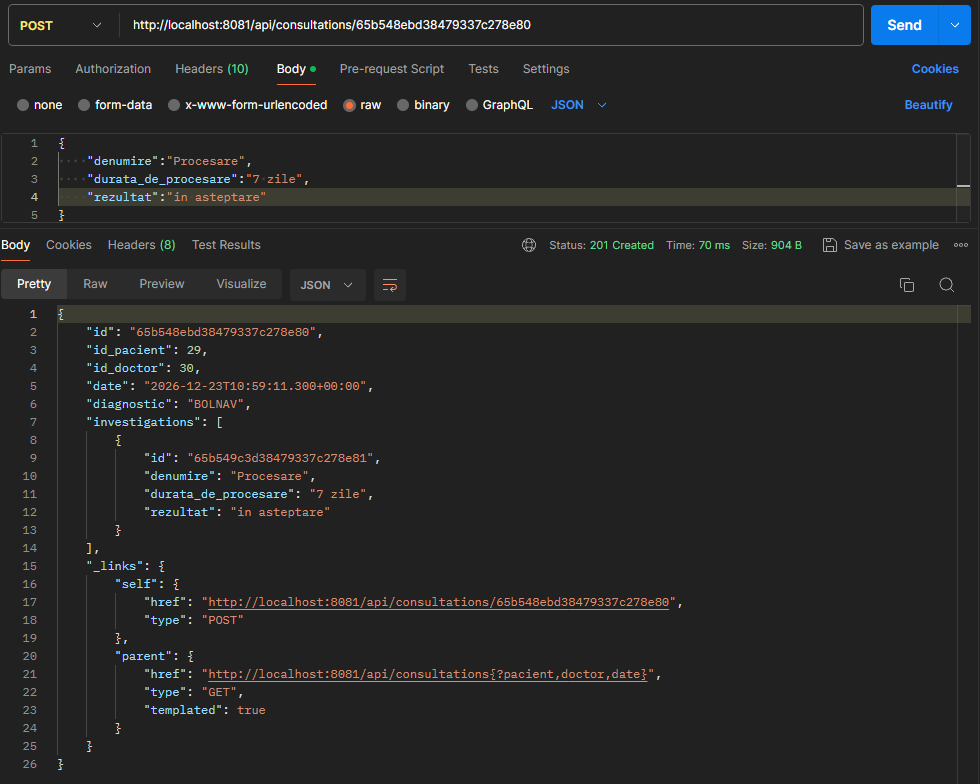 POST http://localhost:8081/api/consultations/65b548ebd38479337c278e80 Send
Params Authorization Headers (10) Body Pre-request Script Tests Settings Cookies
none form-data x-www-form-urlencoded raw binary GraphQL JSON Beautify
1 {
2 ····"denumire":"Procesare",
3 ····"durata_de_procesare":"7·zile",
4 ····"rezultat":"in·asteptare"
5 }
Body Cookies Headers (8) Test Results Status: 201 Created Time: 70 ms Size: 904 B Save as example
Pretty Raw Preview Visualize JSON
1 {
2     "id": "65b548ebd38479337c278e80",
3     "id_pacient": 29,
4     "id_doctor": 30,
5     "date": "2026-12-23T10:59:11.300+00:00",
6     "diagnostic": "BOLNAV",
7     "investigations": [
8         {
9             "id": "65b549c3d38479337c278e81",
10             "denumire": "Procesare",
11             "durata_de_procesare": "7 zile",
12             "rezultat": "in asteptare"
13         }
14     ],
15     "_links": {
16         "self": {
17             "href": "http://localhost:8081/api/consultations/65b548ebd38479337c278e80",
18             "type": "POST"
19         },
20         "parent": {
21             "href": "http://localhost:8081/api/consultations{?pacient,doctor,date}",
22             "type": "GET",
23             "templated": true
24         }
25     }
26 }